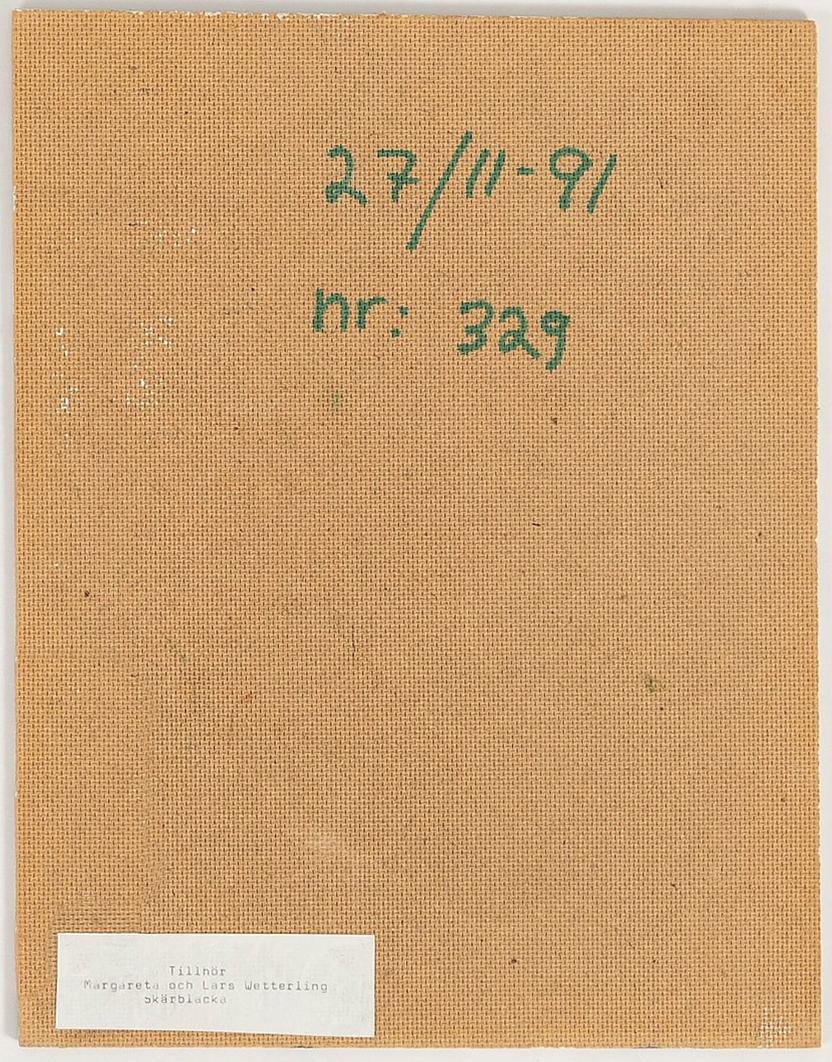 27/11-91
nr: 329
Tillhör
Margareta och Lars Wetterling
Skärblacka